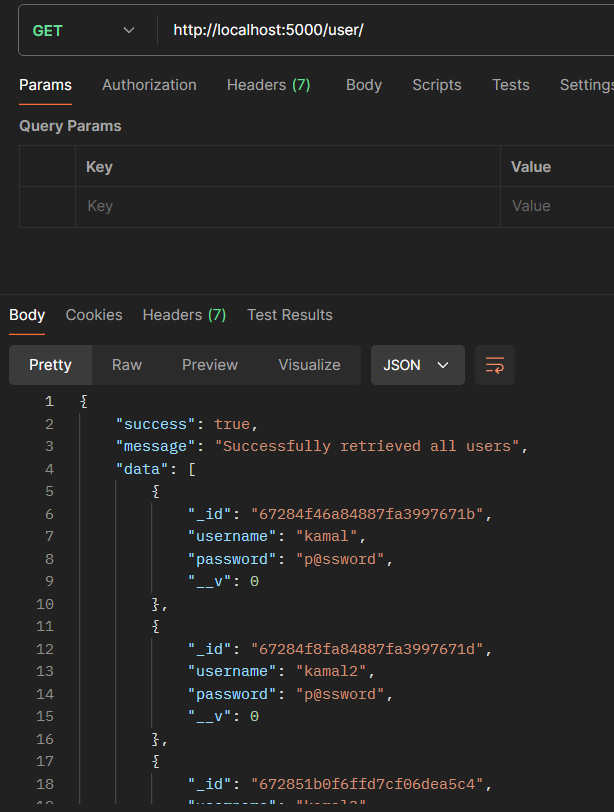 GET http://localhost:5000/user/
Params Authorization Headers (7) Body Scripts Tests Settings
Query Params
Key Value
Key Value
Body Cookies Headers (7) Test Results
Pretty Raw Preview Visualize JSON
1 {
2 "success": true,
3 "message": "Successfully retrieved all users",
4 "data": [
5 {
6 "_id": "67284f46a84887fa3997671b",
7 "username": "kamal",
8 "password": "p@ssword",
9 "__v": 0
10 },
11 {
12 "_id": "67284f8fa84887fa3997671d",
13 "username": "kamal2",
14 "password": "p@ssword",
15 "__v": 0
16 },
17 {
18 "_id": "672851b0f6ffd7cf06dea5c4",